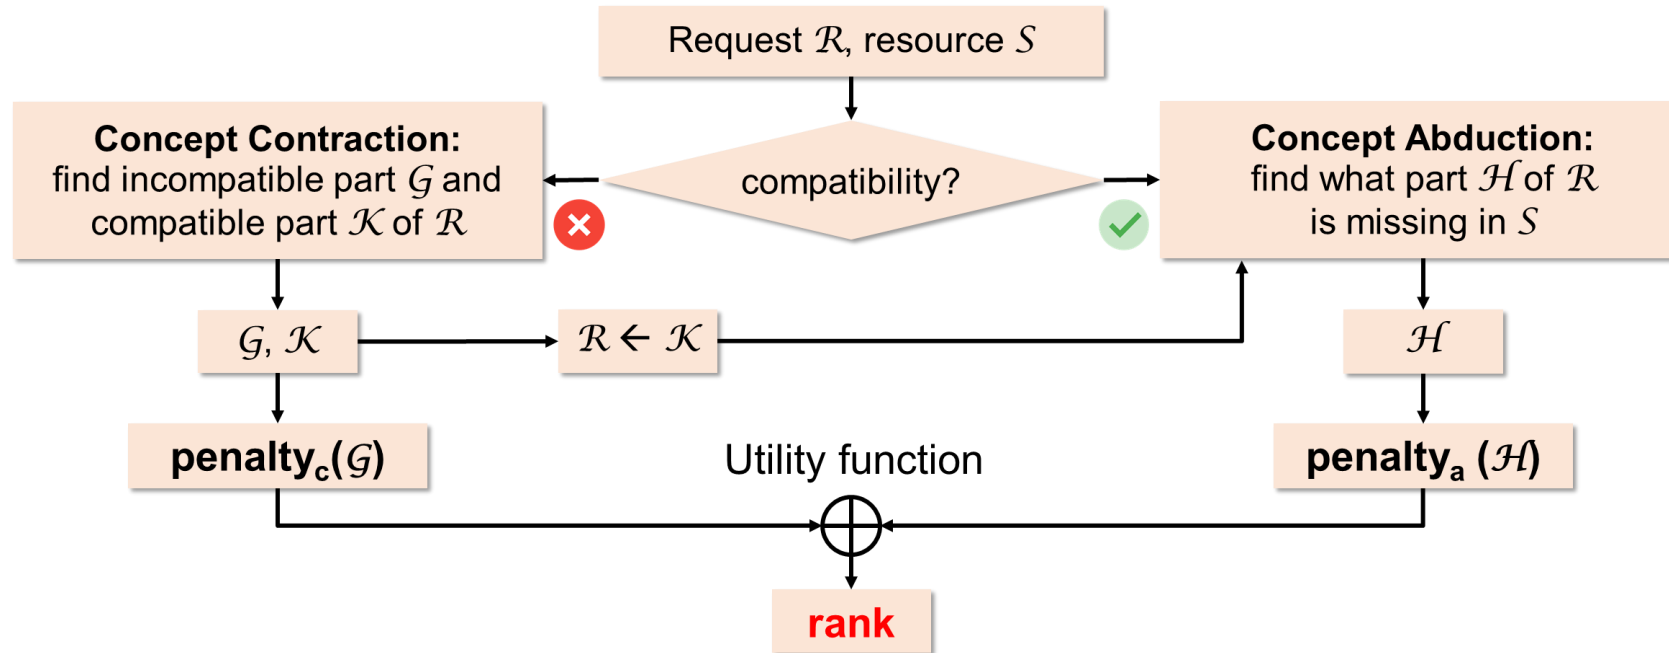 Request ℛ, resource 𝒮
Concept Contraction:
find incompatible part 𝒢 and
compatible part 𝒦 of ℛ
compatibility?
Concept Abduction:
find what part ℋ of ℛ
is missing in 𝒮
𝒢, 𝒦
ℛ ← 𝒦
ℋ
penaltyc(𝒢)
Utility function
penaltya (ℋ)
rank